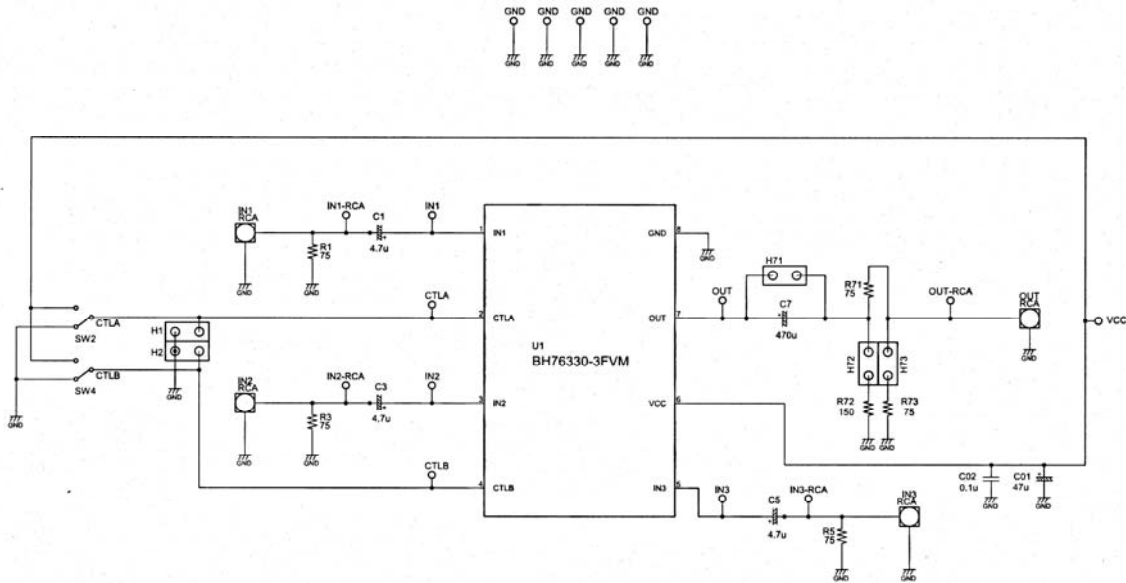 GND GND GND GND GND
GND GND GND GND GND
IN1
RCA
IN1-RCA
C1
4.7u
IN1
R1
75
GND
GND
1
IN1
GND
8
GND
H71
R71
75
OUT
OUT-RCA
OUT
RCA
C7
470u
OUT
7
VCC
GND
CTLA
SW2
CTLA
2
CTLA
H1
H2
CTLB
SW4
GND
GND
U1
BH76330-3FVM
H72
H73
R72
150
R73
75
GND
GND
IN2
RCA
IN2-RCA
C3
4.7u
IN2
R3
75
GND
GND
3
IN2
VCC
6
CTLB
4
CTLB
IN3
5
IN3
C5
4.7u
IN3-RCA
R5
75
IN3
RCA
GND
GND
C02
0.1u
C01
47u
GND
GND